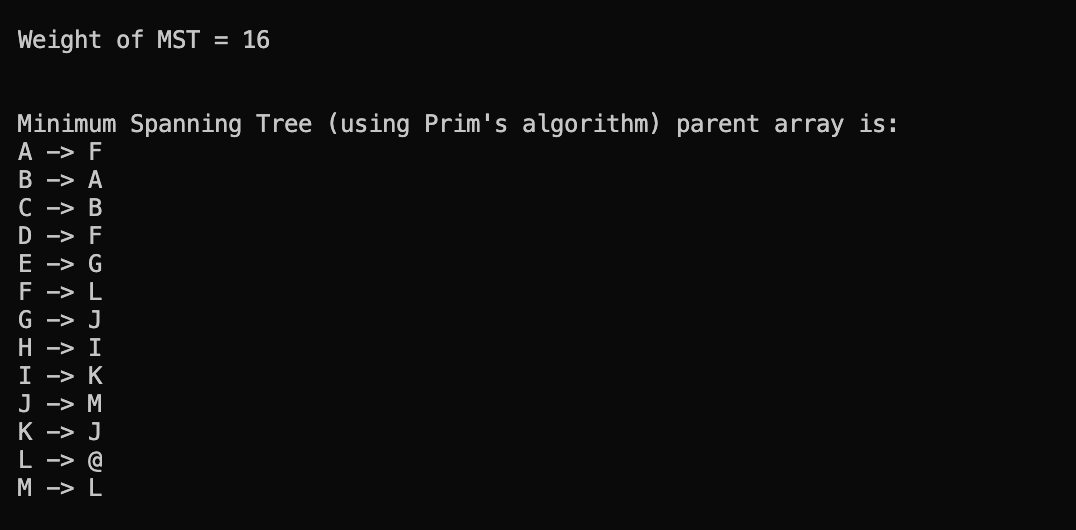 Weight of MST = 16
Minimum Spanning Tree (using Prim's algorithm) parent array is:
A -> F
B -> A
C -> B
D -> F
E -> G
F -> L
G -> J
H -> I
I -> K
J -> M
K -> J
L -> @
M -> L